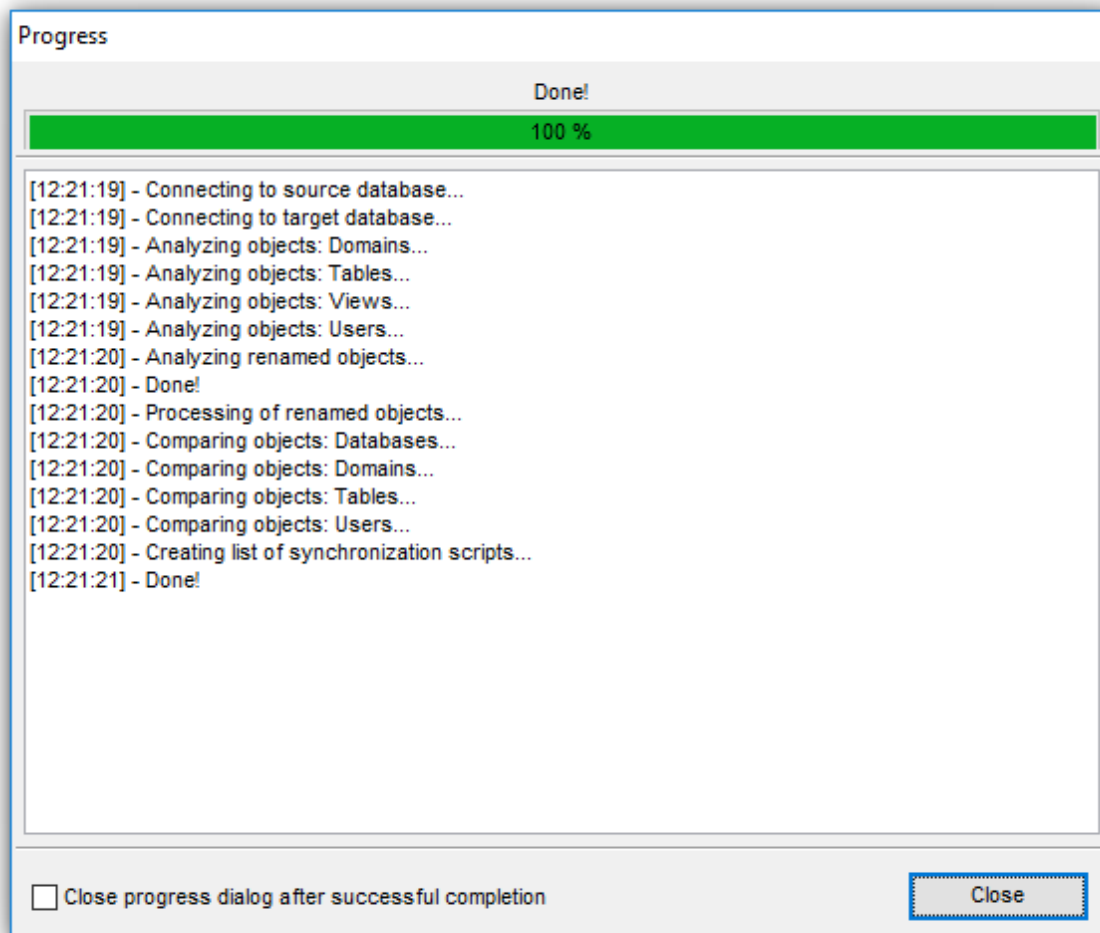 Progress
Done!
100 %
[12:21:19] - Connecting to source database...
[12:21:19] - Connecting to target database...
[12:21:19] - Analyzing objects: Domains...
[12:21:19] - Analyzing objects: Tables...
[12:21:19] - Analyzing objects: Views...
[12:21:19] - Analyzing objects: Users...
[12:21:20] - Analyzing renamed objects...
[12:21:20] - Done!
[12:21:20] - Processing of renamed objects...
[12:21:20] - Comparing objects: Databases...
[12:21:20] - Comparing objects: Domains...
[12:21:20] - Comparing objects: Tables...
[12:21:20] - Comparing objects: Users...
[12:21:20] - Creating list of synchronization scripts...
[12:21:21] - Done!
Close progress dialog after successful completion
Close